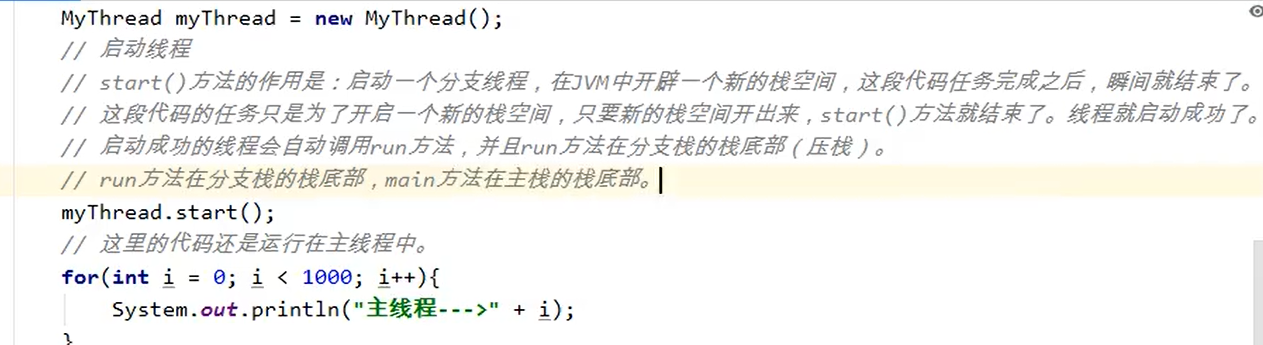 MyThread myThread = new MyThread();
// 启动线程
// start()方法的作用是：启动一个分支线程，在JVM中开辟一个新的栈空间，这段代码任务完成之后，瞬间就结束了。
// 这段代码的任务只是为了开启一个新的栈空间，只要新的栈空间开出来，start()方法就结束了。线程就启动成功了。
// 启动成功的线程会自动调用run方法，并且run方法在分支栈的栈底部（压栈）。
// run方法在分支栈的栈底部，main方法在主栈的栈底部。
myThread.start();
// 这里的代码还是运行在主线程中。
for(int i = 0; i < 1000; i++){
System.out.println("主线程--->" + i);
}